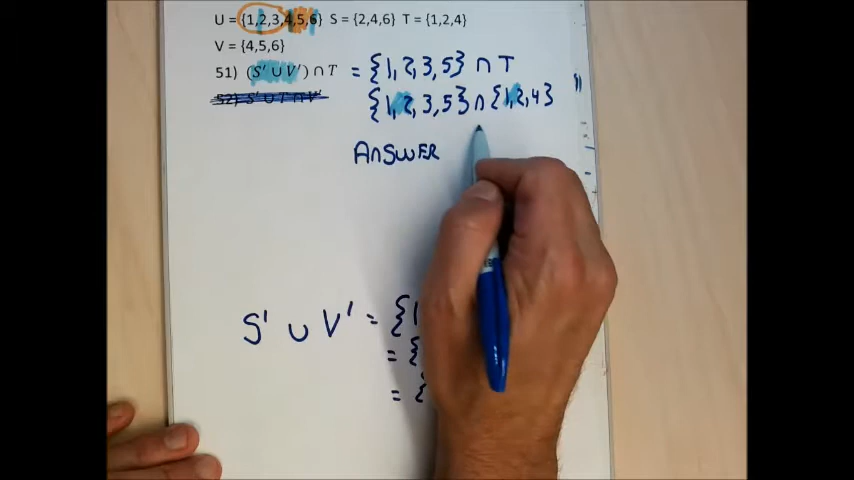 U = {1,2,3,4,5,6} S = {2,4,6} T = {1,2,4}
V = {4,5,6}
51) (S' ∪ V') ∩ T = {1,2,3,5} ∩ T
52) S' ∪ T ∩ V' {1,2,3,5} ∩ {1,2,4}
ANSWER
S' ∪ V' = {1
= {
= {